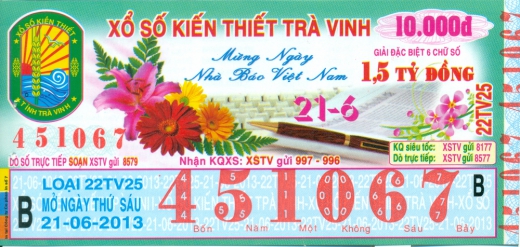 XỔ SỐ KIẾN THIẾT
TỈNH TRÀ VINH
XỔ SỐ KIẾN THIẾT TRÀ VINH
10.000đ
GIẢI ĐẶC BIỆT 6 CHỮ SỐ
1,5 TỶ ĐỒNG
Mừng Ngày
Nhà Báo Việt Nam
21-6
22TV25
451067
DÒ SỐ TRỰC TIẾP SOẠN XSTV gửi 8579
Nhận KQXS: XSTV gửi 997 - 996
KQ siêu tốc: XSTV gửi 8177
Dò trực tiếp: XSTV gửi 8577
451067
B
LOẠI 22TV25
MỞ NGÀY THỨ SÁU
21-06-2013
451067
B
Bốn Năm Một Không Sáu Bảy